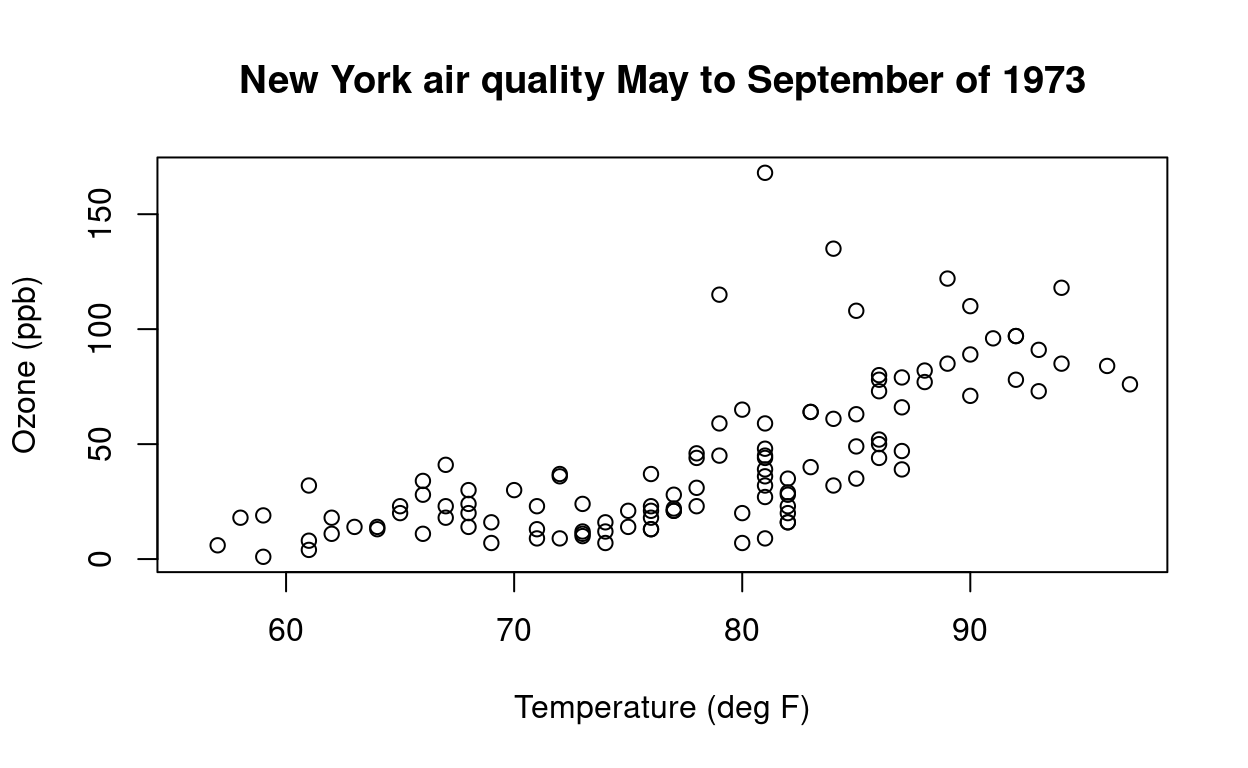 New York air quality May to September of 1973
150
100
50
0
Ozone (ppb)
60 70 80 90
Temperature (deg F)